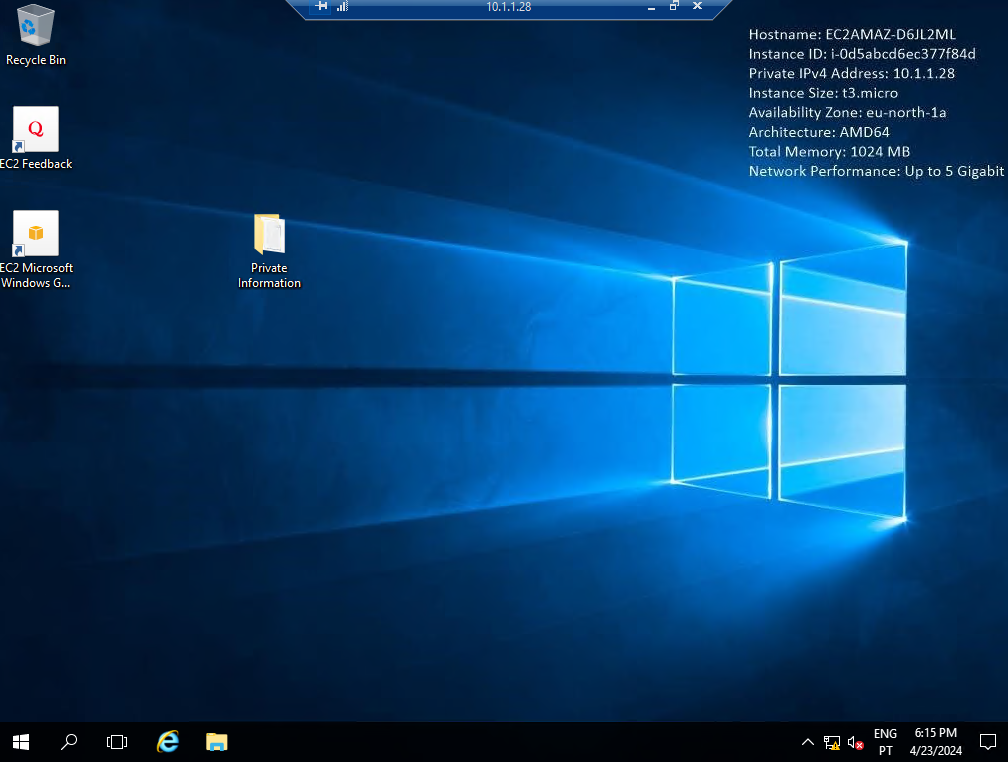 10.1.1.28
Recycle Bin
EC2 Feedback
EC2 Microsoft
Windows G...
Private
Information
Hostname: EC2AMAZ-D6JL2ML
Instance ID: i-0d5abcd6ec377f84d
Private IPv4 Address: 10.1.1.28
Instance Size: t3.micro
Availability Zone: eu-north-1a
Architecture: AMD64
Total Memory: 1024 MB
Network Performance: Up to 5 Gigabit
ENG
PT
6:15 PM
4/23/2024